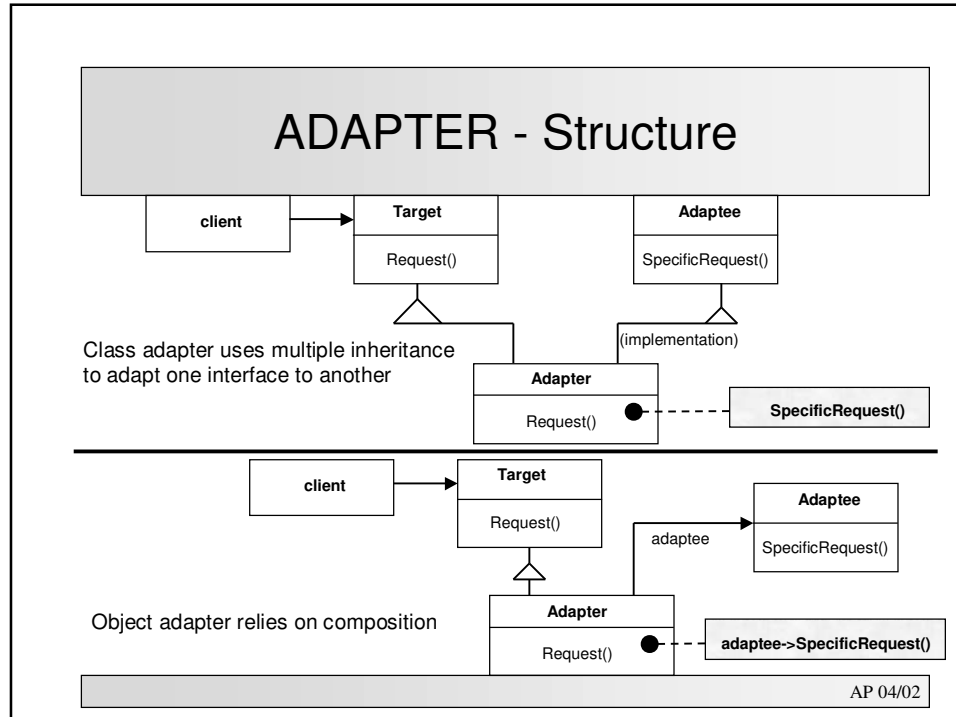 ADAPTER - Structure
client
Target
Request()
Adaptee
SpecificRequest()
(implementation)
Class adapter uses multiple inheritance
to adapt one interface to another
Adapter
Request()
SpecificRequest()
client
Target
Request()
Adaptee
SpecificRequest()
adaptee
Object adapter relies on composition
Adapter
Request()
adaptee->SpecificRequest()
AP 04/02